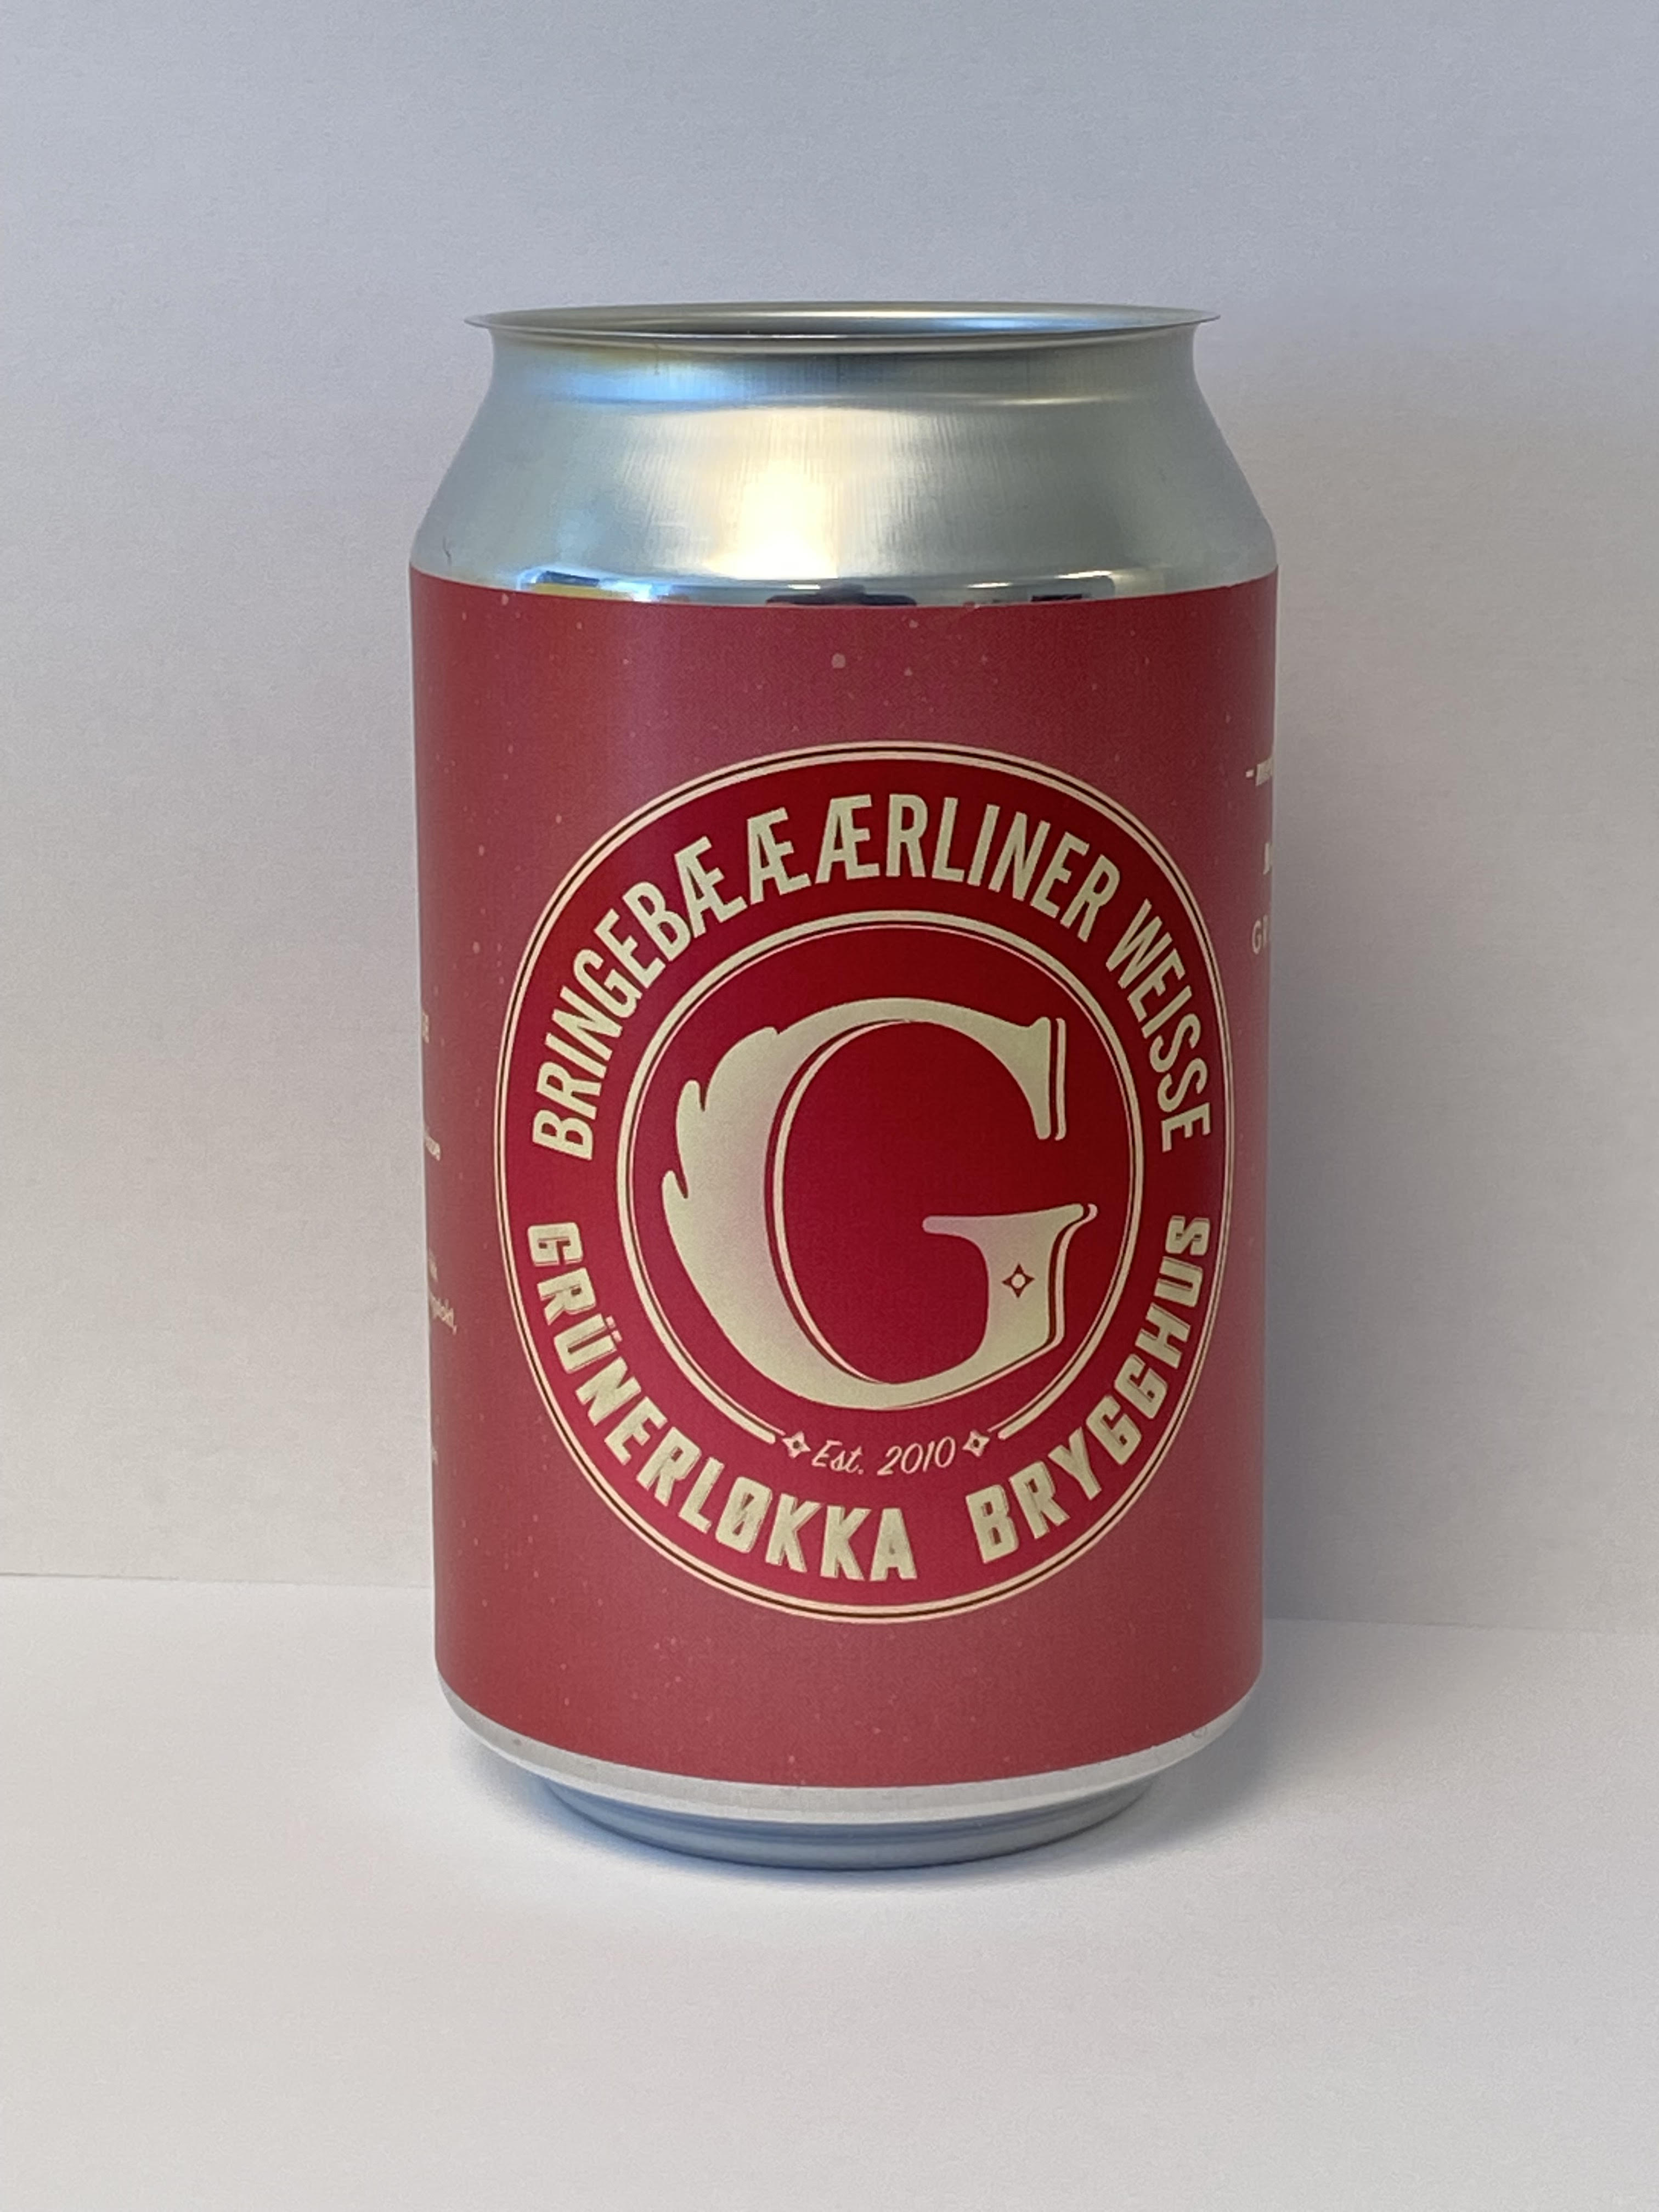 BRINGEBÆÆÆRLINER WEISSE
G
Est. 2010
GRÜNERLØKKA BRYGGHUS